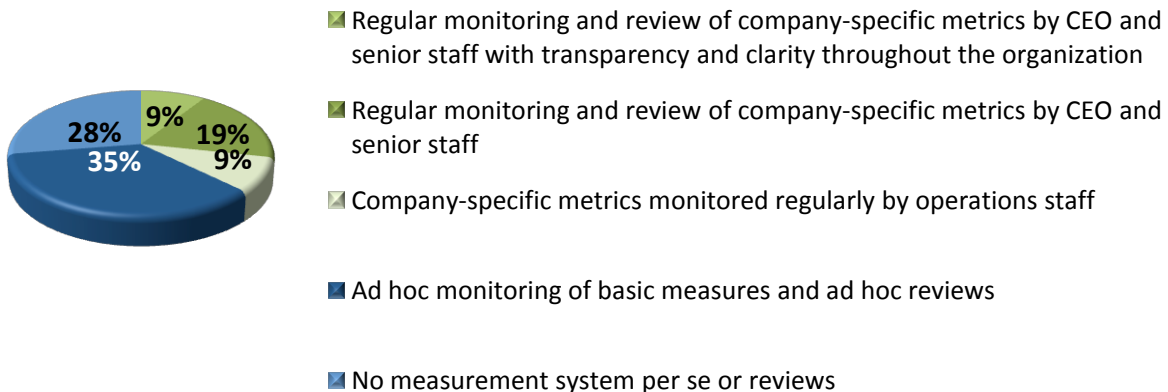 Regular monitoring and review of company-specific metrics by CEO and
senior staff with transparency and clarity throughout the organization
9%
28%
19%
Regular monitoring and review of company-specific metrics by CEO and
senior staff
35%
9%
Company-specific metrics monitored regularly by operations staff
Ad hoc monitoring of basic measures and ad hoc reviews
No measurement system per se or reviews